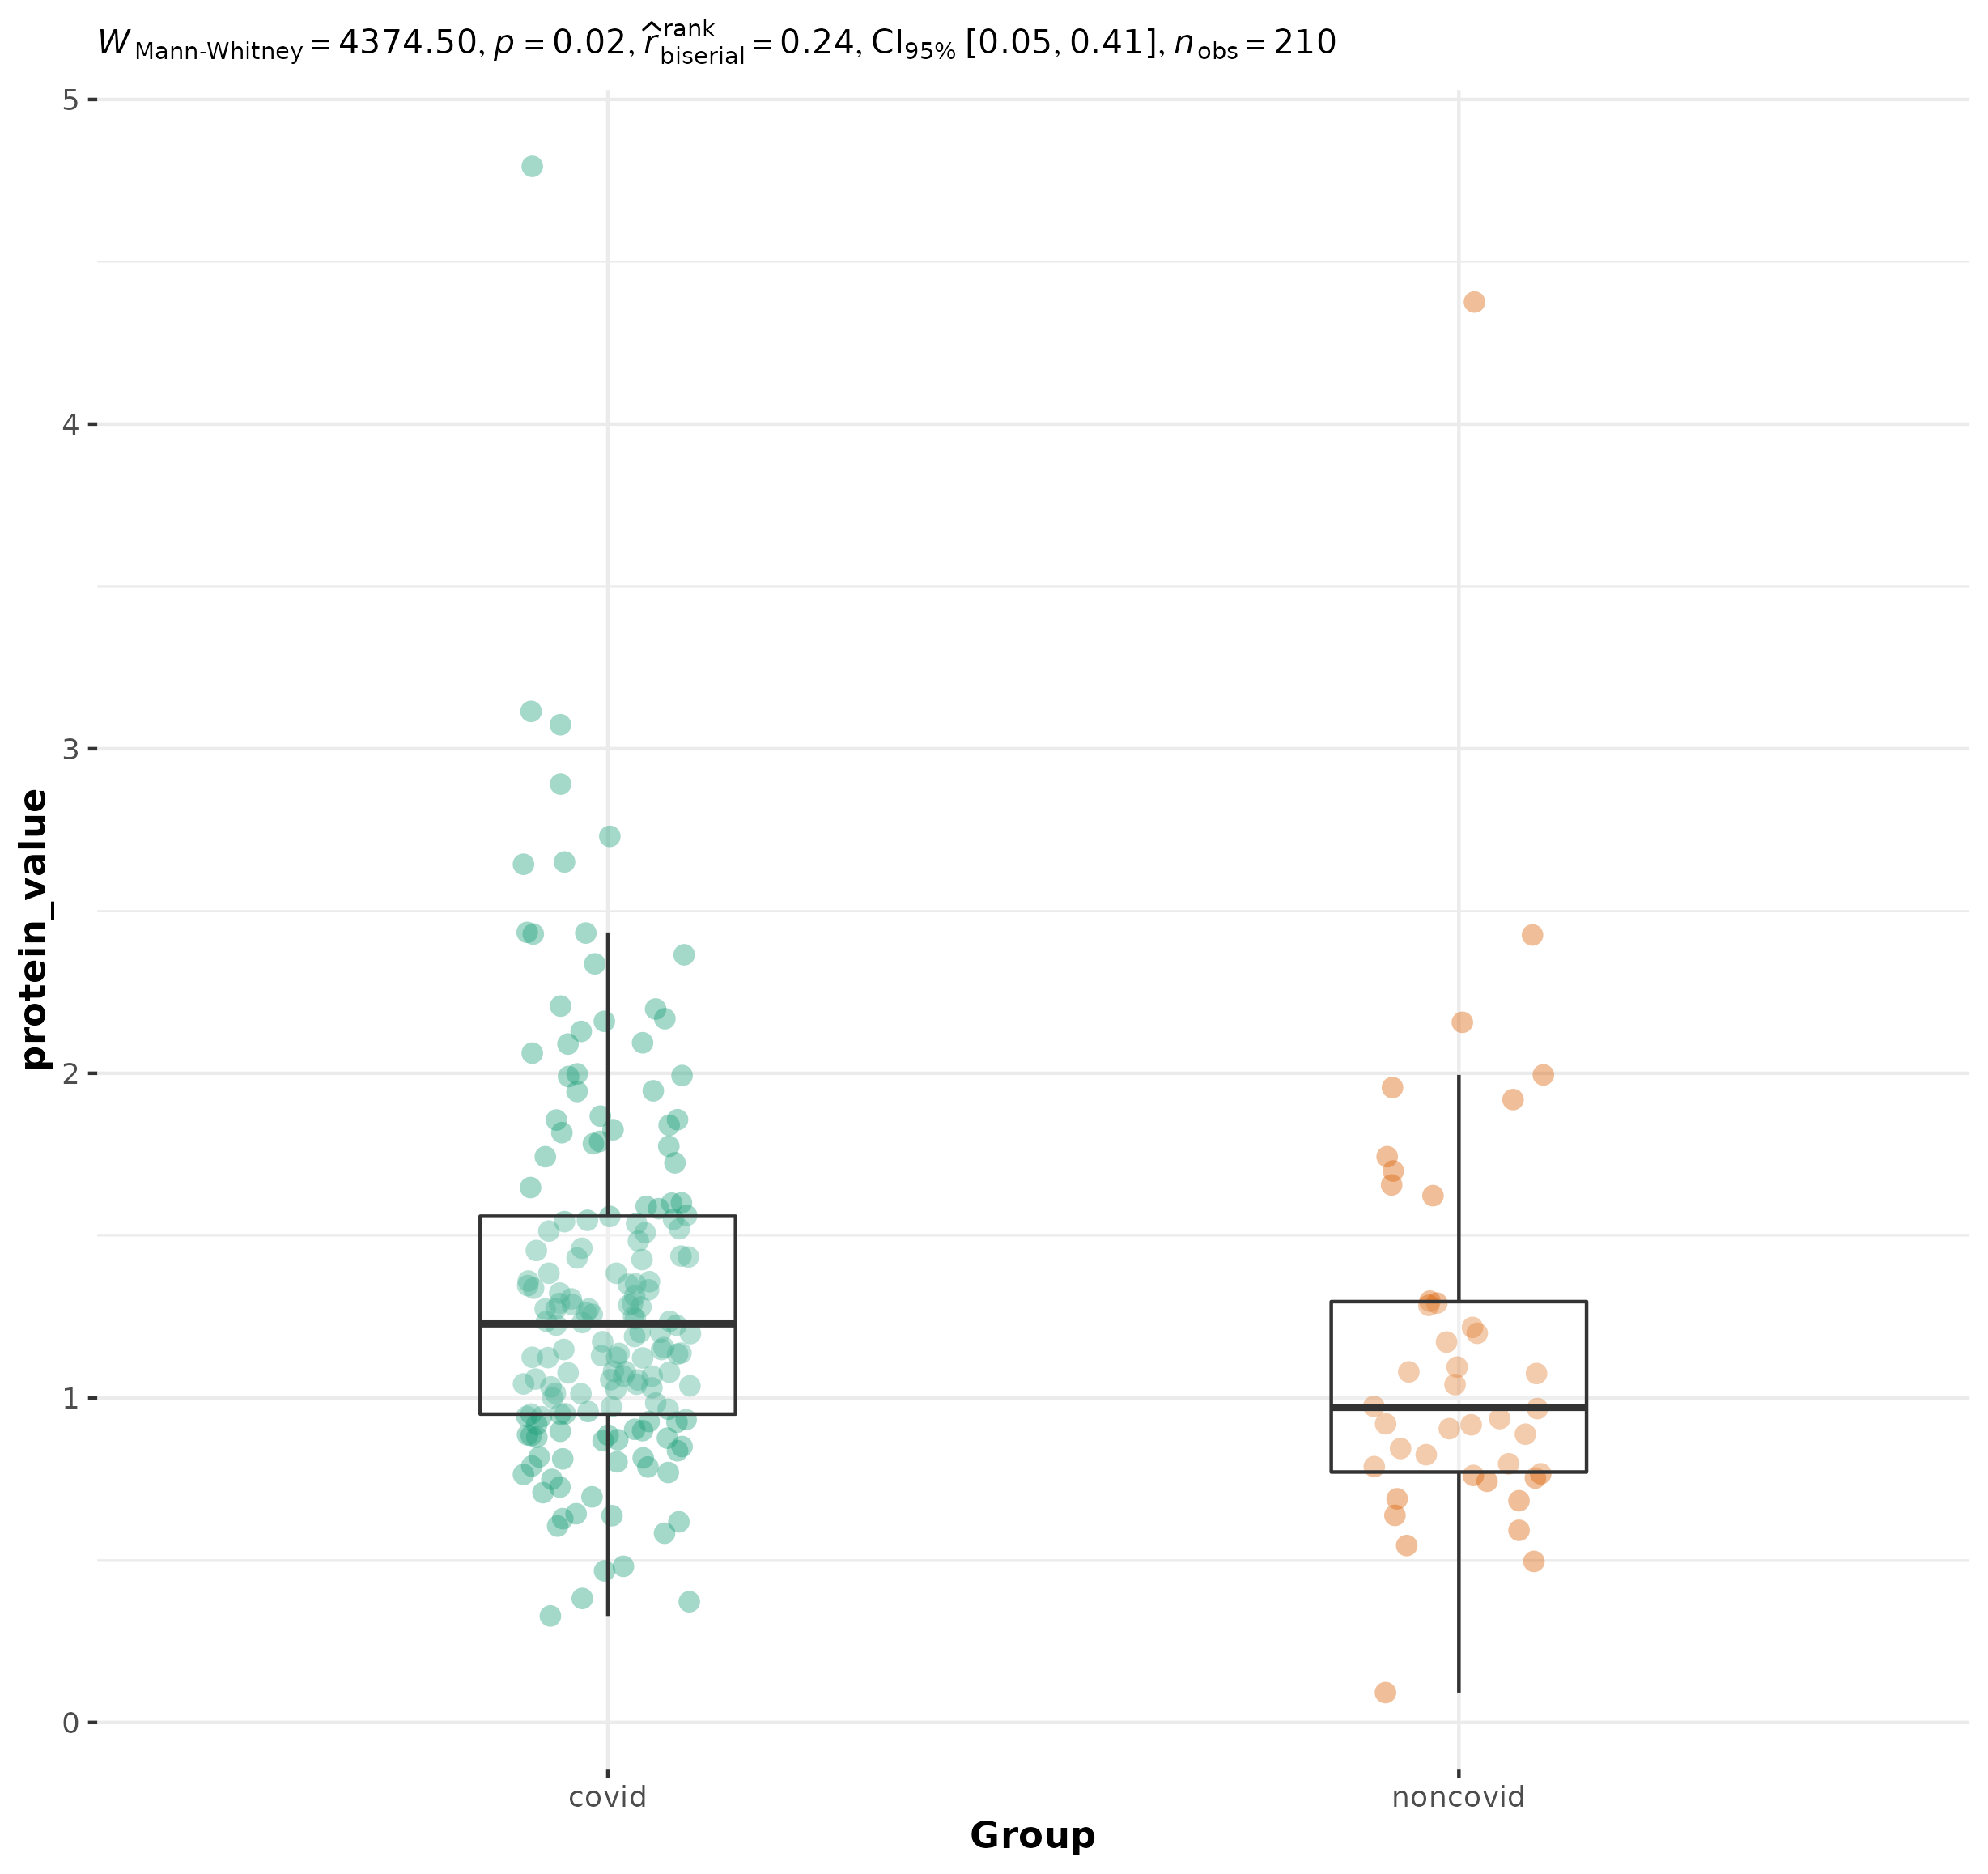 W Mann-Whitney = 4374.50, p = 0.02, r̂ rank biserial = 0.24, CI95% [0.05, 0.41], n obs = 210
5
4
3
2
1
0
protein_value
covid noncovid
Group